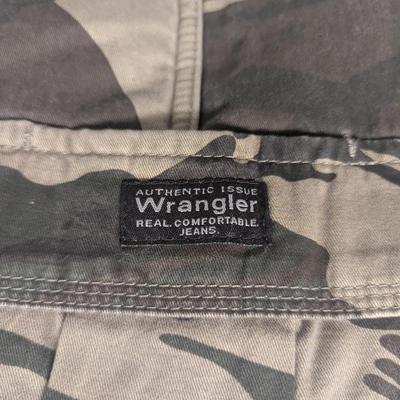 AUTHENTIC ISSUE
Wrangler
REAL. COMFORTABLE.
JEANS.